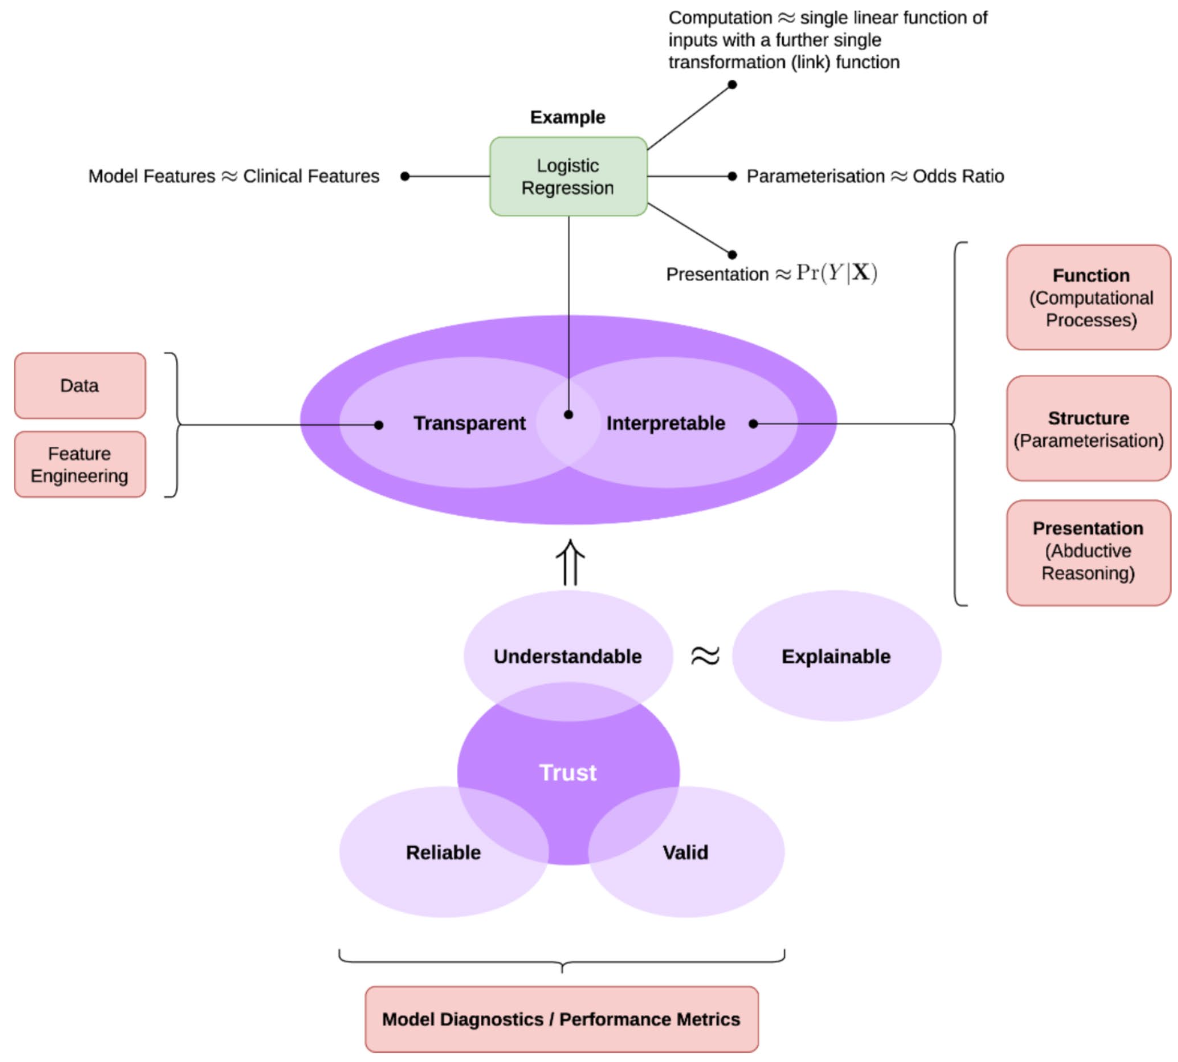 Computation ≈ single linear function of
inputs with a further single
transformation (link) function
Example
Logistic
Regression
Model Features ≈ Clinical Features
Parameterisation ≈ Odds Ratio
Presentation ≈ Pr(Y|X)
Function
(Computational
Processes)
Data
Feature
Engineering
Transparent
Interpretable
Structure
(Parameterisation)
Presentation
(Abductive
Reasoning)
⇑
Understandable ≈ Explainable
Trust
Reliable
Valid
Model Diagnostics / Performance Metrics